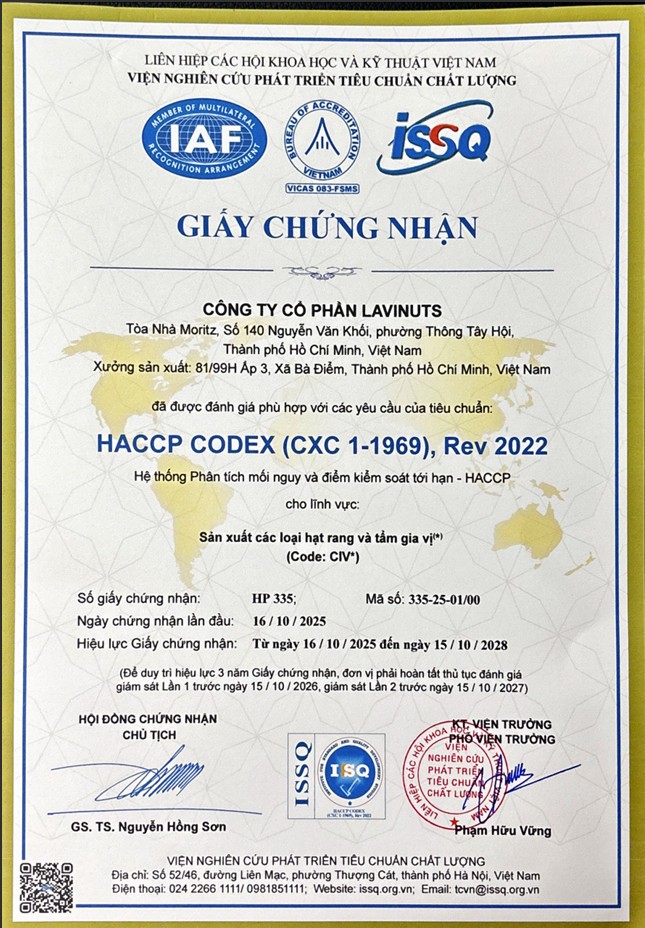 LIÊN HIỆP CÁC HỘI KHOA HỌC VÀ KỸ THUẬT VIỆT NAM
VIỆN NGHIÊN CỨU PHÁT TRIỂN TIÊU CHUẨN CHẤT LƯỢNG
MEMBER OF MULTILATERAL
IAF
RECOGNITION ARRANGEMENT
BUREAU OF ACCREDITATION
VIETNAM
VICAS 083-FSMS
ISSQ
GIẤY CHỨNG NHẬN
CÔNG TY CỔ PHẦN LAVINUTS
Tòa Nhà Moritz, Số 140 Nguyễn Văn Khối, phường Thông Tây Hội,
Thành phố Hồ Chí Minh, Việt Nam
Xưởng sản xuất: 81/99H Ấp 3, Xã Bà Điểm, Thành phố Hồ Chí Minh, Việt Nam
đã được đánh giá phù hợp với các yêu cầu của tiêu chuẩn:
HACCP CODEX (CXC 1-1969), Rev 2022
Hệ thống Phân tích mối nguy và điểm kiểm soát tới hạn - HACCP
cho lĩnh vực:
Sản xuất các loại hạt rang và tẩm gia vị(*)
(Code: CIV*)
Số giấy chứng nhận: HP 335; Mã số: 335-25-01/00
Ngày chứng nhận lần đầu: 16 / 10 / 2025
Hiệu lực Giấy chứng nhận: Từ ngày 16 / 10 / 2025 đến ngày 15 / 10 / 2028
(Để duy trì hiệu lực 3 năm Giấy chứng nhận, đơn vị phải hoàn tất thủ tục đánh giá
giám sát Lần 1 trước ngày 15 / 10 / 2026, giám sát Lần 2 trước ngày 15 / 10 / 2027)
HỘI ĐỒNG CHỨNG NHẬN
CHỦ TỊCH
GS. TS. Nguyễn Hồng Sơn
ISSQ
ISSQ
HACCP CODEX
(CXC 1-1969), Rev 2022
KT. VIỆN TRƯỞNG
PHÓ VIỆN TRƯỞNG
VIỆN
NGHIÊN CỨU
PHÁT TRIỂN
TIÊU CHUẨN
CHẤT LƯỢNG
Phạm Hữu Vững
VIỆN NGHIÊN CỨU PHÁT TRIỂN TIÊU CHUẨN CHẤT LƯỢNG
Địa chỉ: Số 52/46, đường Liên Mạc, phường Thượng Cát, thành phố Hà Nội, Việt Nam
Điện thoại: 024 2266 1111/ 0981851111; Website: issq.org.vn; Email: tcvn@issq.org.vn